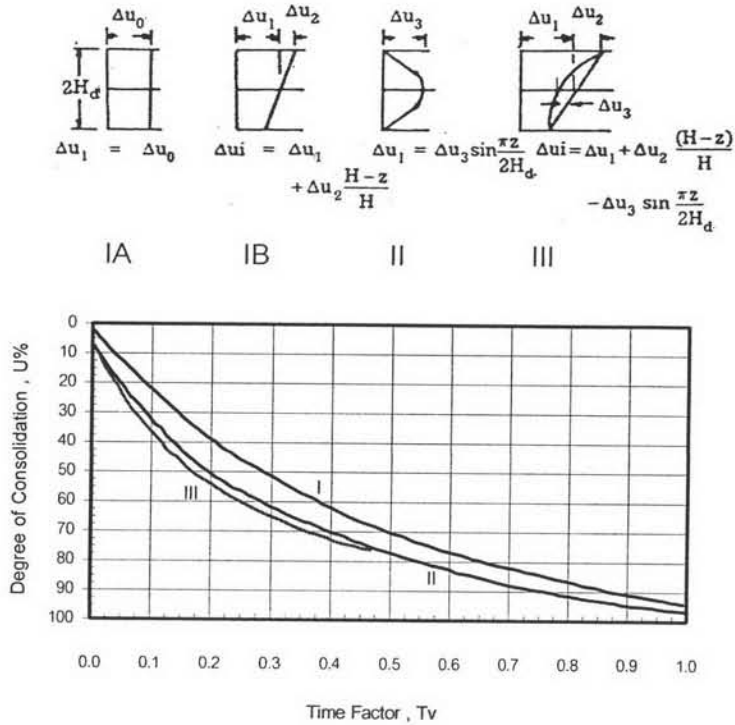 Δu₀ Δu₁ Δu₂ Δu₃ Δu₁ Δu₂
2H_d
Δu₃
Δu₁ = Δu₀ Δui = Δu₁ Δu₁ = Δu₃ sin πz/2H_d Δui = Δu₁ + Δu₂ (H-z)/H
+ Δu₂ H-z/H
- Δu₃ sin πz/2H_d
IA IB II III
Degree of Consolidation , U%
0
10
20
30
40
50
60
70
80
90
100
I
III
II
0.0 0.1 0.2 0.3 0.4 0.5 0.6 0.7 0.8 0.9 1.0
Time Factor , Tv